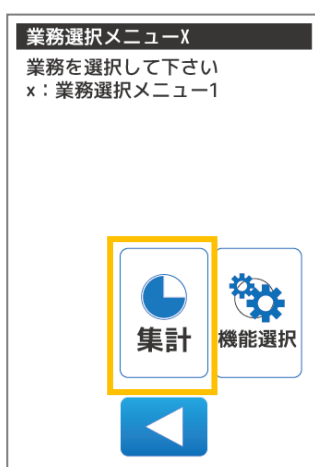 業務選択メニューX
業務を選択して下さい
x：業務選択メニュー1
集計
機能選択